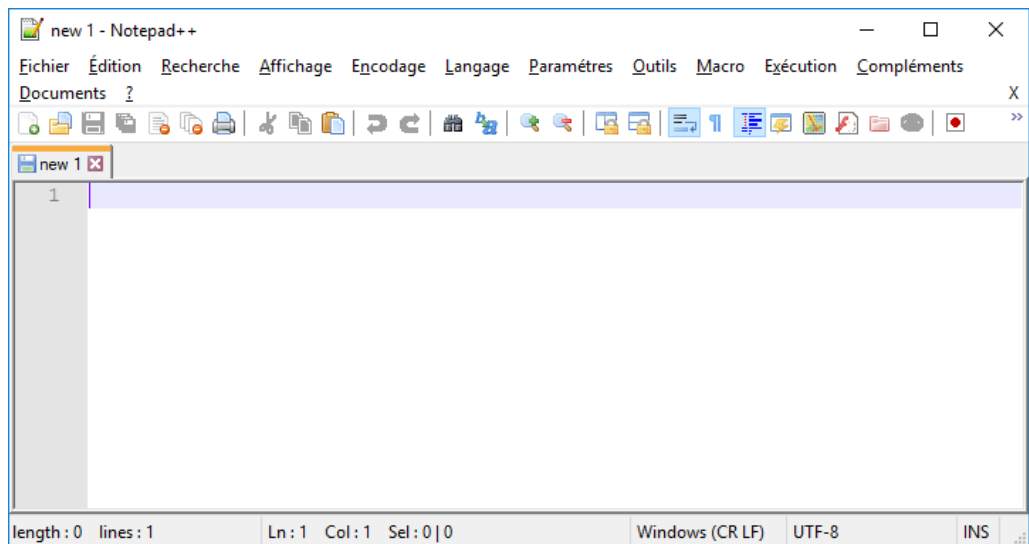 new 1 - Notepad++
Fichier Édition Recherche Affichage Encodage Langage Paramétres Outils Macro Exécution Compléments
Documents ? X
new 1
1
length : 0 lines : 1 Ln : 1 Col : 1 Sel : 0 | 0 Windows (CR LF) UTF-8 INS